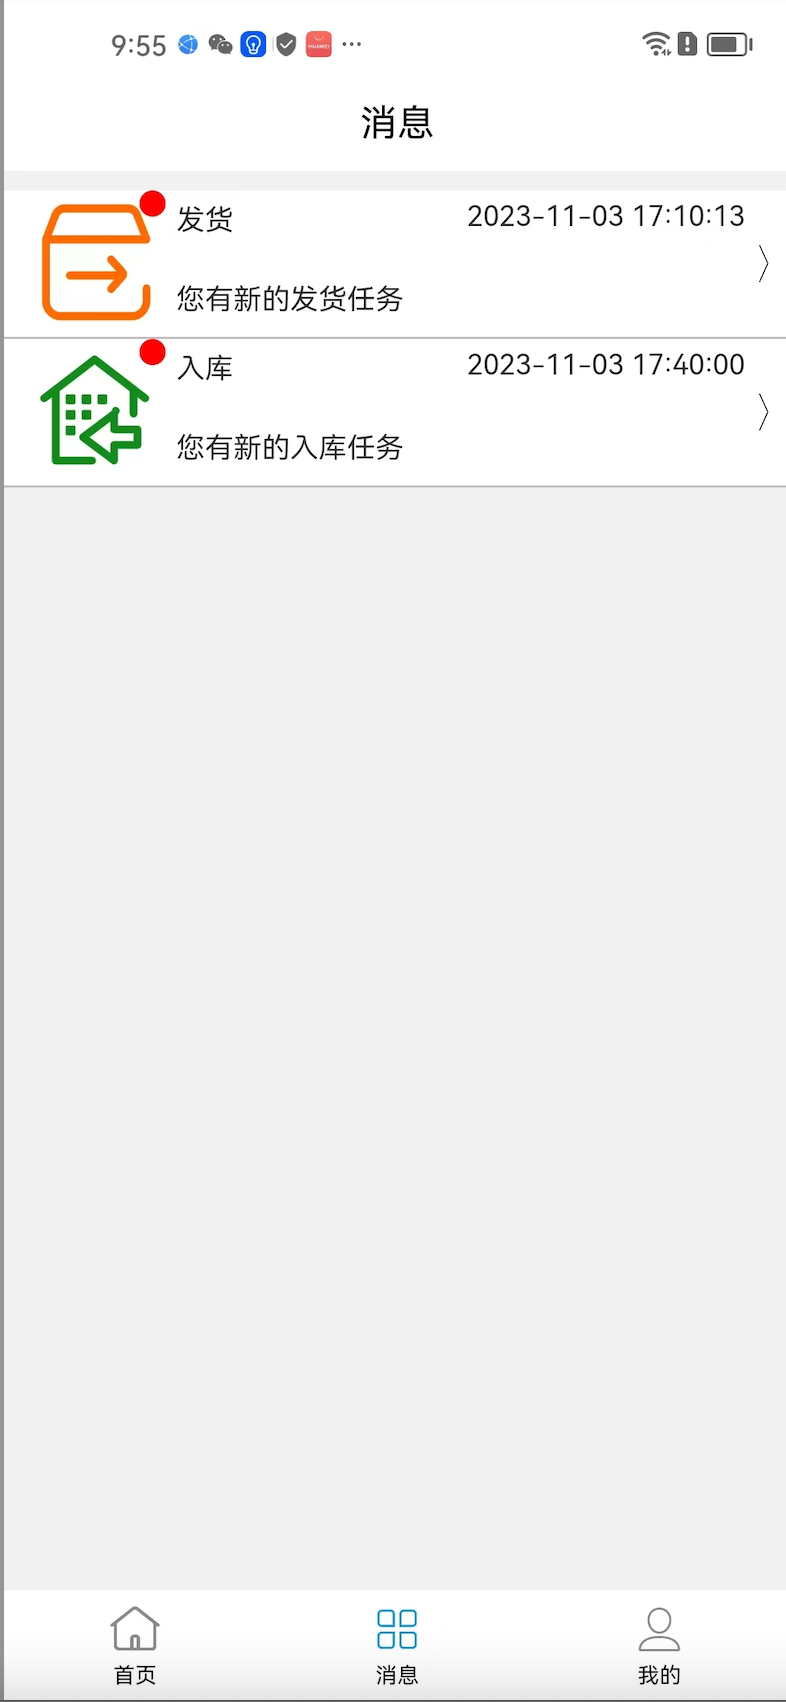 9:55
HUAWEI
消息
发货 2023-11-03 17:10:13
您有新的发货任务
入库 2023-11-03 17:40:00
您有新的入库任务
首页 消息 我的